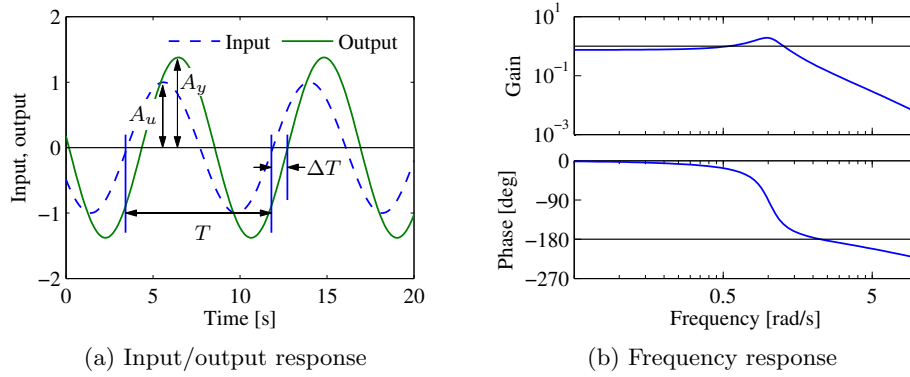 2
1
0
−1
−2
Input, output
Input
Output
A_u
A_y
ΔT
T
0 5 10 15 20
Time [s]
(a) Input/output response
10^1
10^{-1}
10^{-3}
Gain
0
−90
−180
−270
Phase [deg]
0.5 5
Frequency [rad/s]
(b) Frequency response